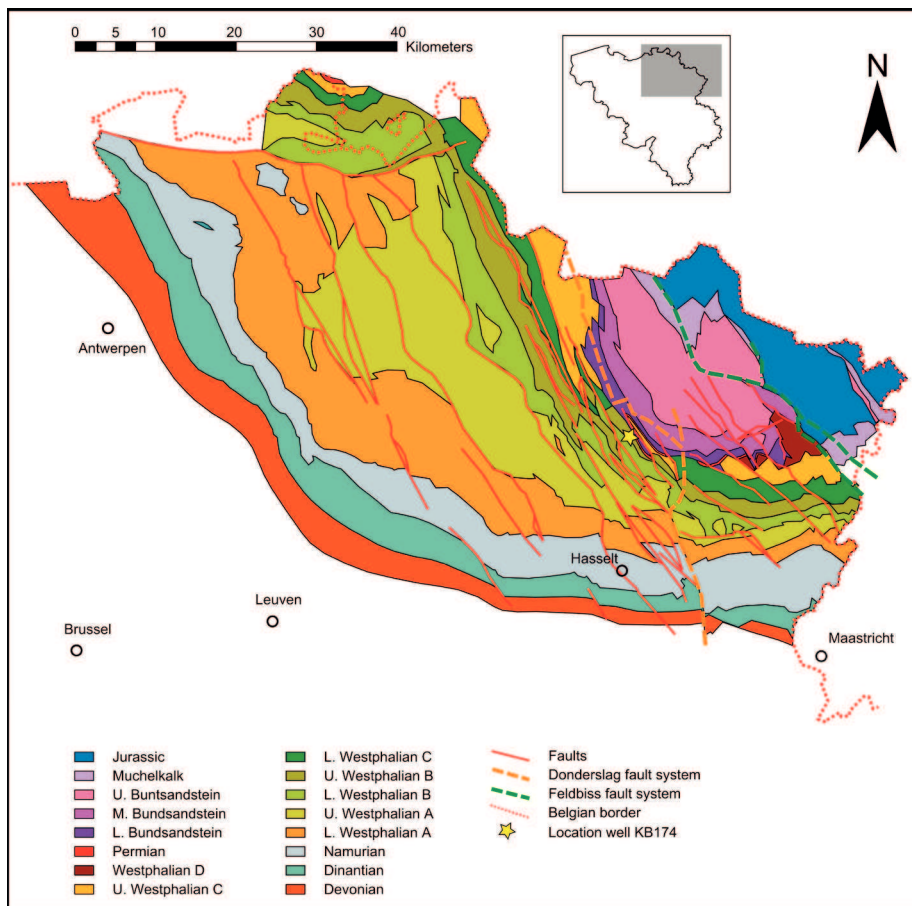 0 10 20 30 40
Kilometers
N
Antwerpen
Hasselt
Leuven
Brussel
Maastricht
Jurassic
Muchelkalk
U. Buntsandstein
M. Bundsandstein
L. Bundsandstein
Permian
Westphalian D
U. Westphalian C
L. Westphalian C
U. Westphalian B
L. Westphalian B
U. Westphalian A
L. Westphalian A
Namurian
Dinantian
Devonian
Faults
Donderslag fault system
Feldbiss fault system
Belgian border
Location well KB174